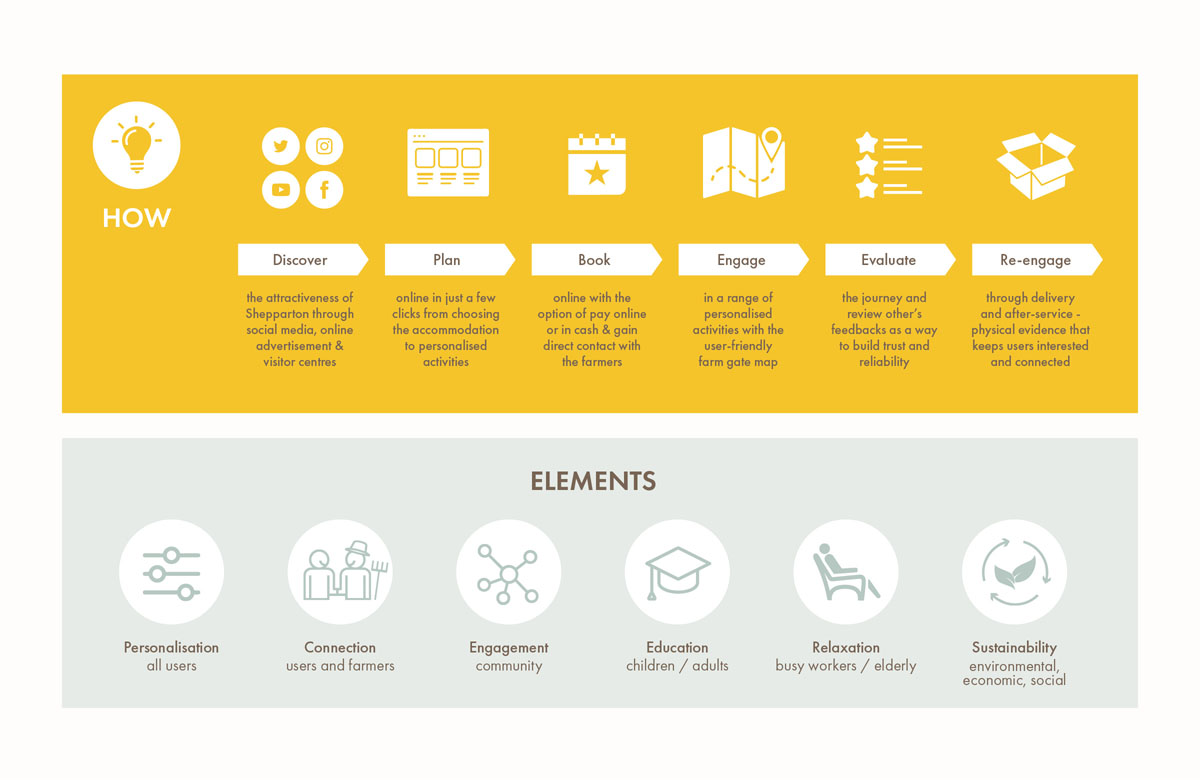 HOW
Discover
the attractiveness of
Shepparton through
social media, online
advertisement &
visitor centres
Plan
online in just a few
clicks from choosing
the accommodation
to personalised
activities
Book
online with the
option of pay online
or in cash & gain
direct contact with
the farmers
Engage
in a range of
personalised
activities with the
user-friendly
farm gate map
Evaluate
the journey and
review other's
feedbacks as a way
to build trust and
reliability
Re-engage
through delivery
and after-service -
physical evidence that
keeps users interested
and connected
ELEMENTS
Personalisation
all users
Connection
users and farmers
Engagement
community
Education
children / adults
Relaxation
busy workers / elderly
Sustainability
environmental,
economic, social